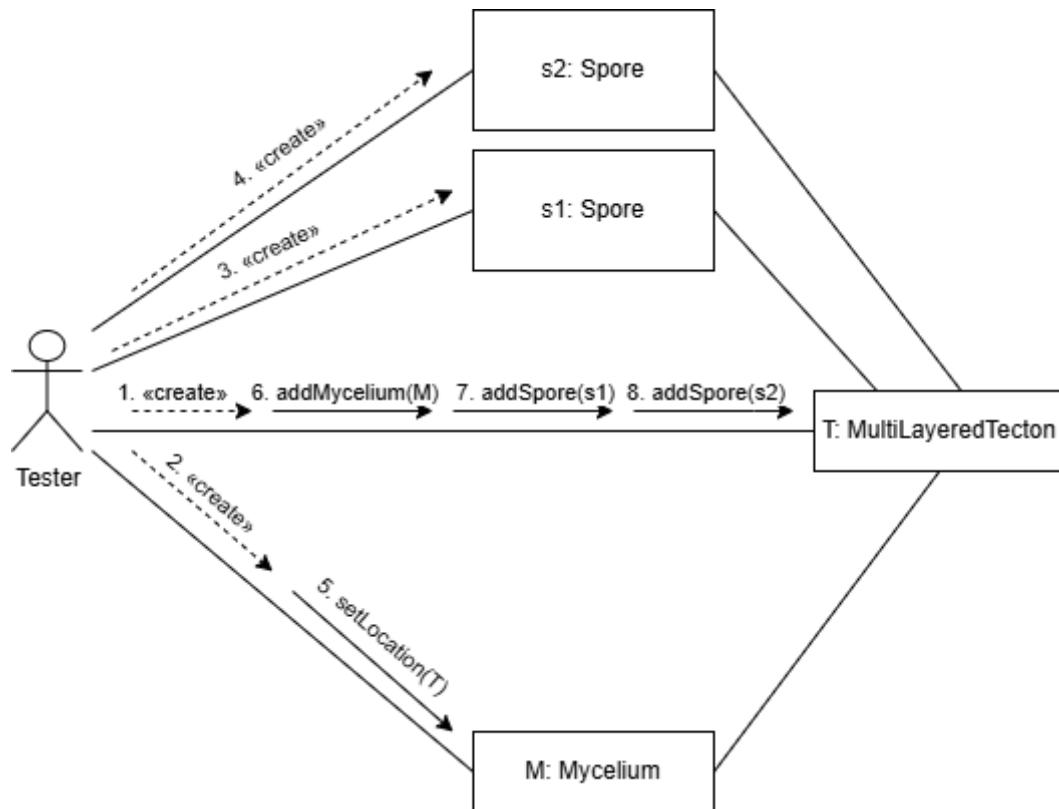 s2: Spore
4. «create»
s1: Spore
3. «create»
1. «create»
6. addMycelium(M)
7. addSpore(s1)
8. addSpore(s2)
T: MultiLayeredTecton
Tester
2. «create»
5. setLocation(T)
M: Mycelium